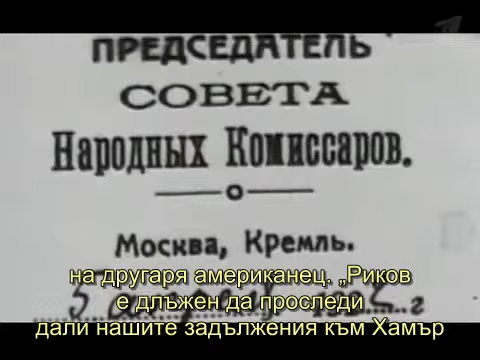 ПРЕДСЕДАТЕЛЬ
СОВЕТА
Народных Комиссаров.
Москва, Кремль.
на другаря американец. „Риков
е длъжен да проследи
дали нашите задължения към Хамър